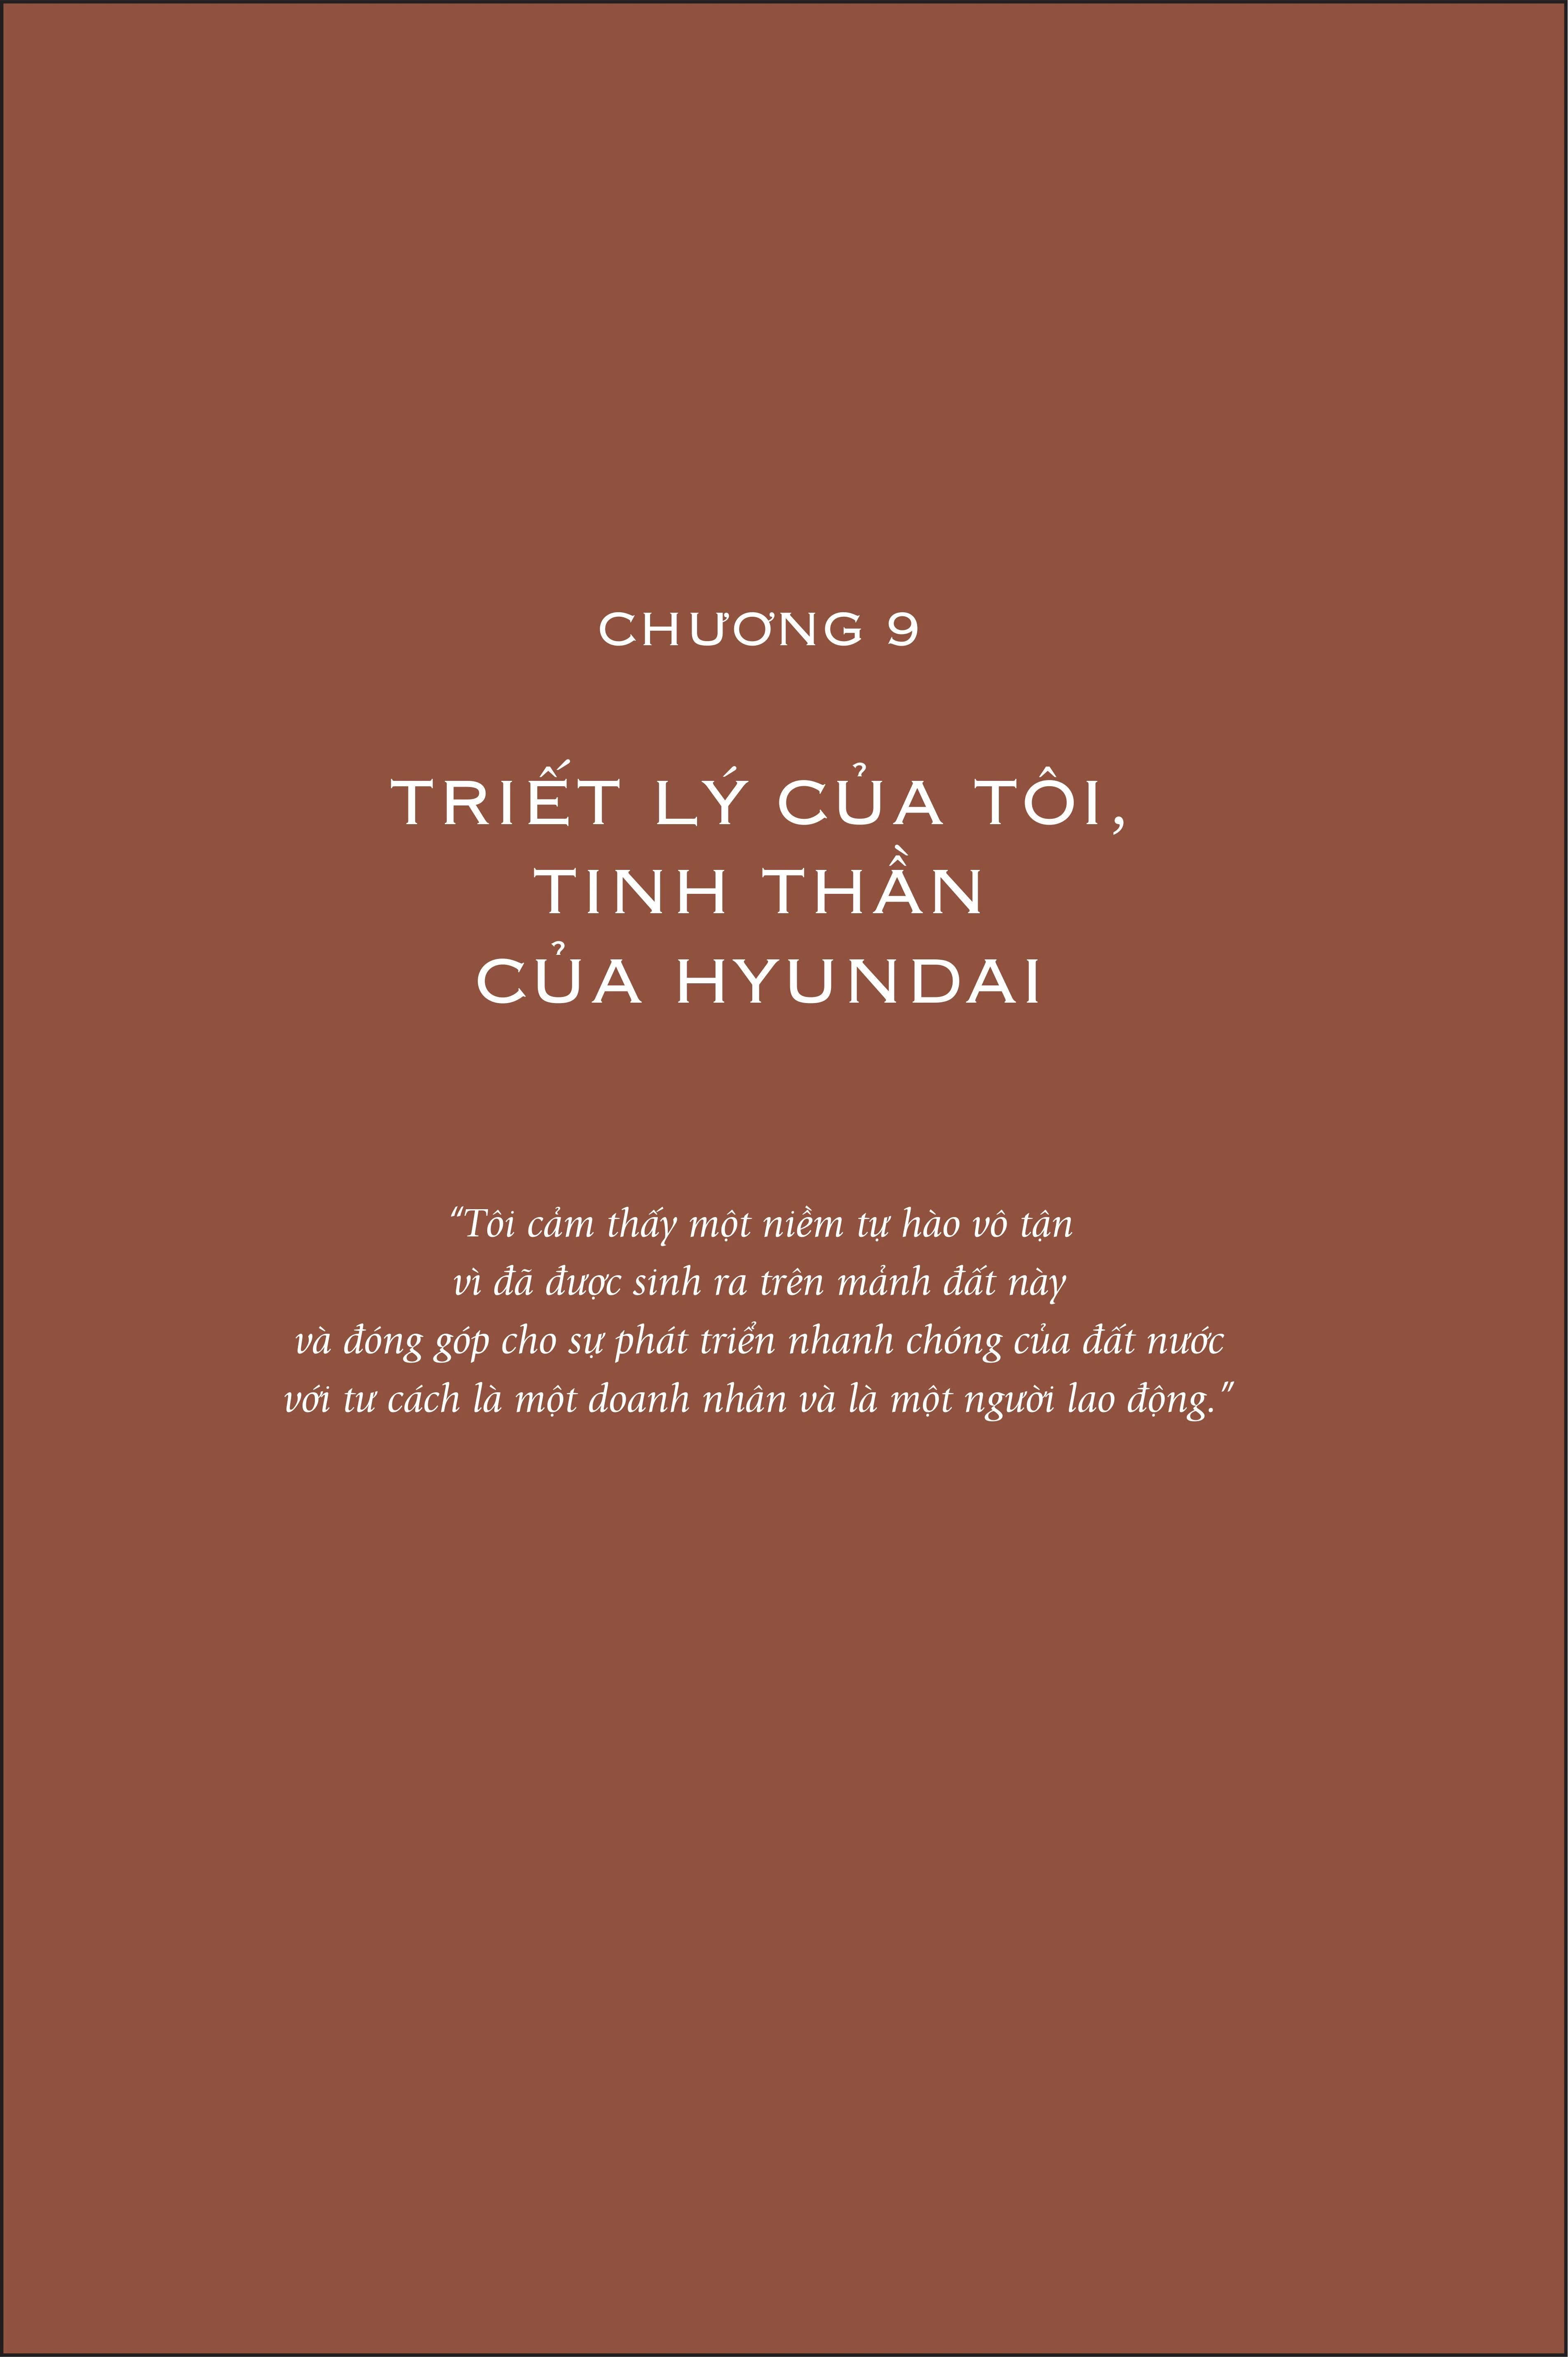 CHƯƠNG 9
TRIẾT LÝ CỦA TÔI,
TINH THẦN
CỦA HYUNDAI
“Tôi cảm thấy một niềm tự hào vô tận
vì đã được sinh ra trên mảnh đất này
và đóng góp cho sự phát triển nhanh chóng của đất nước
với tư cách là một doanh nhân và là một người lao động.”